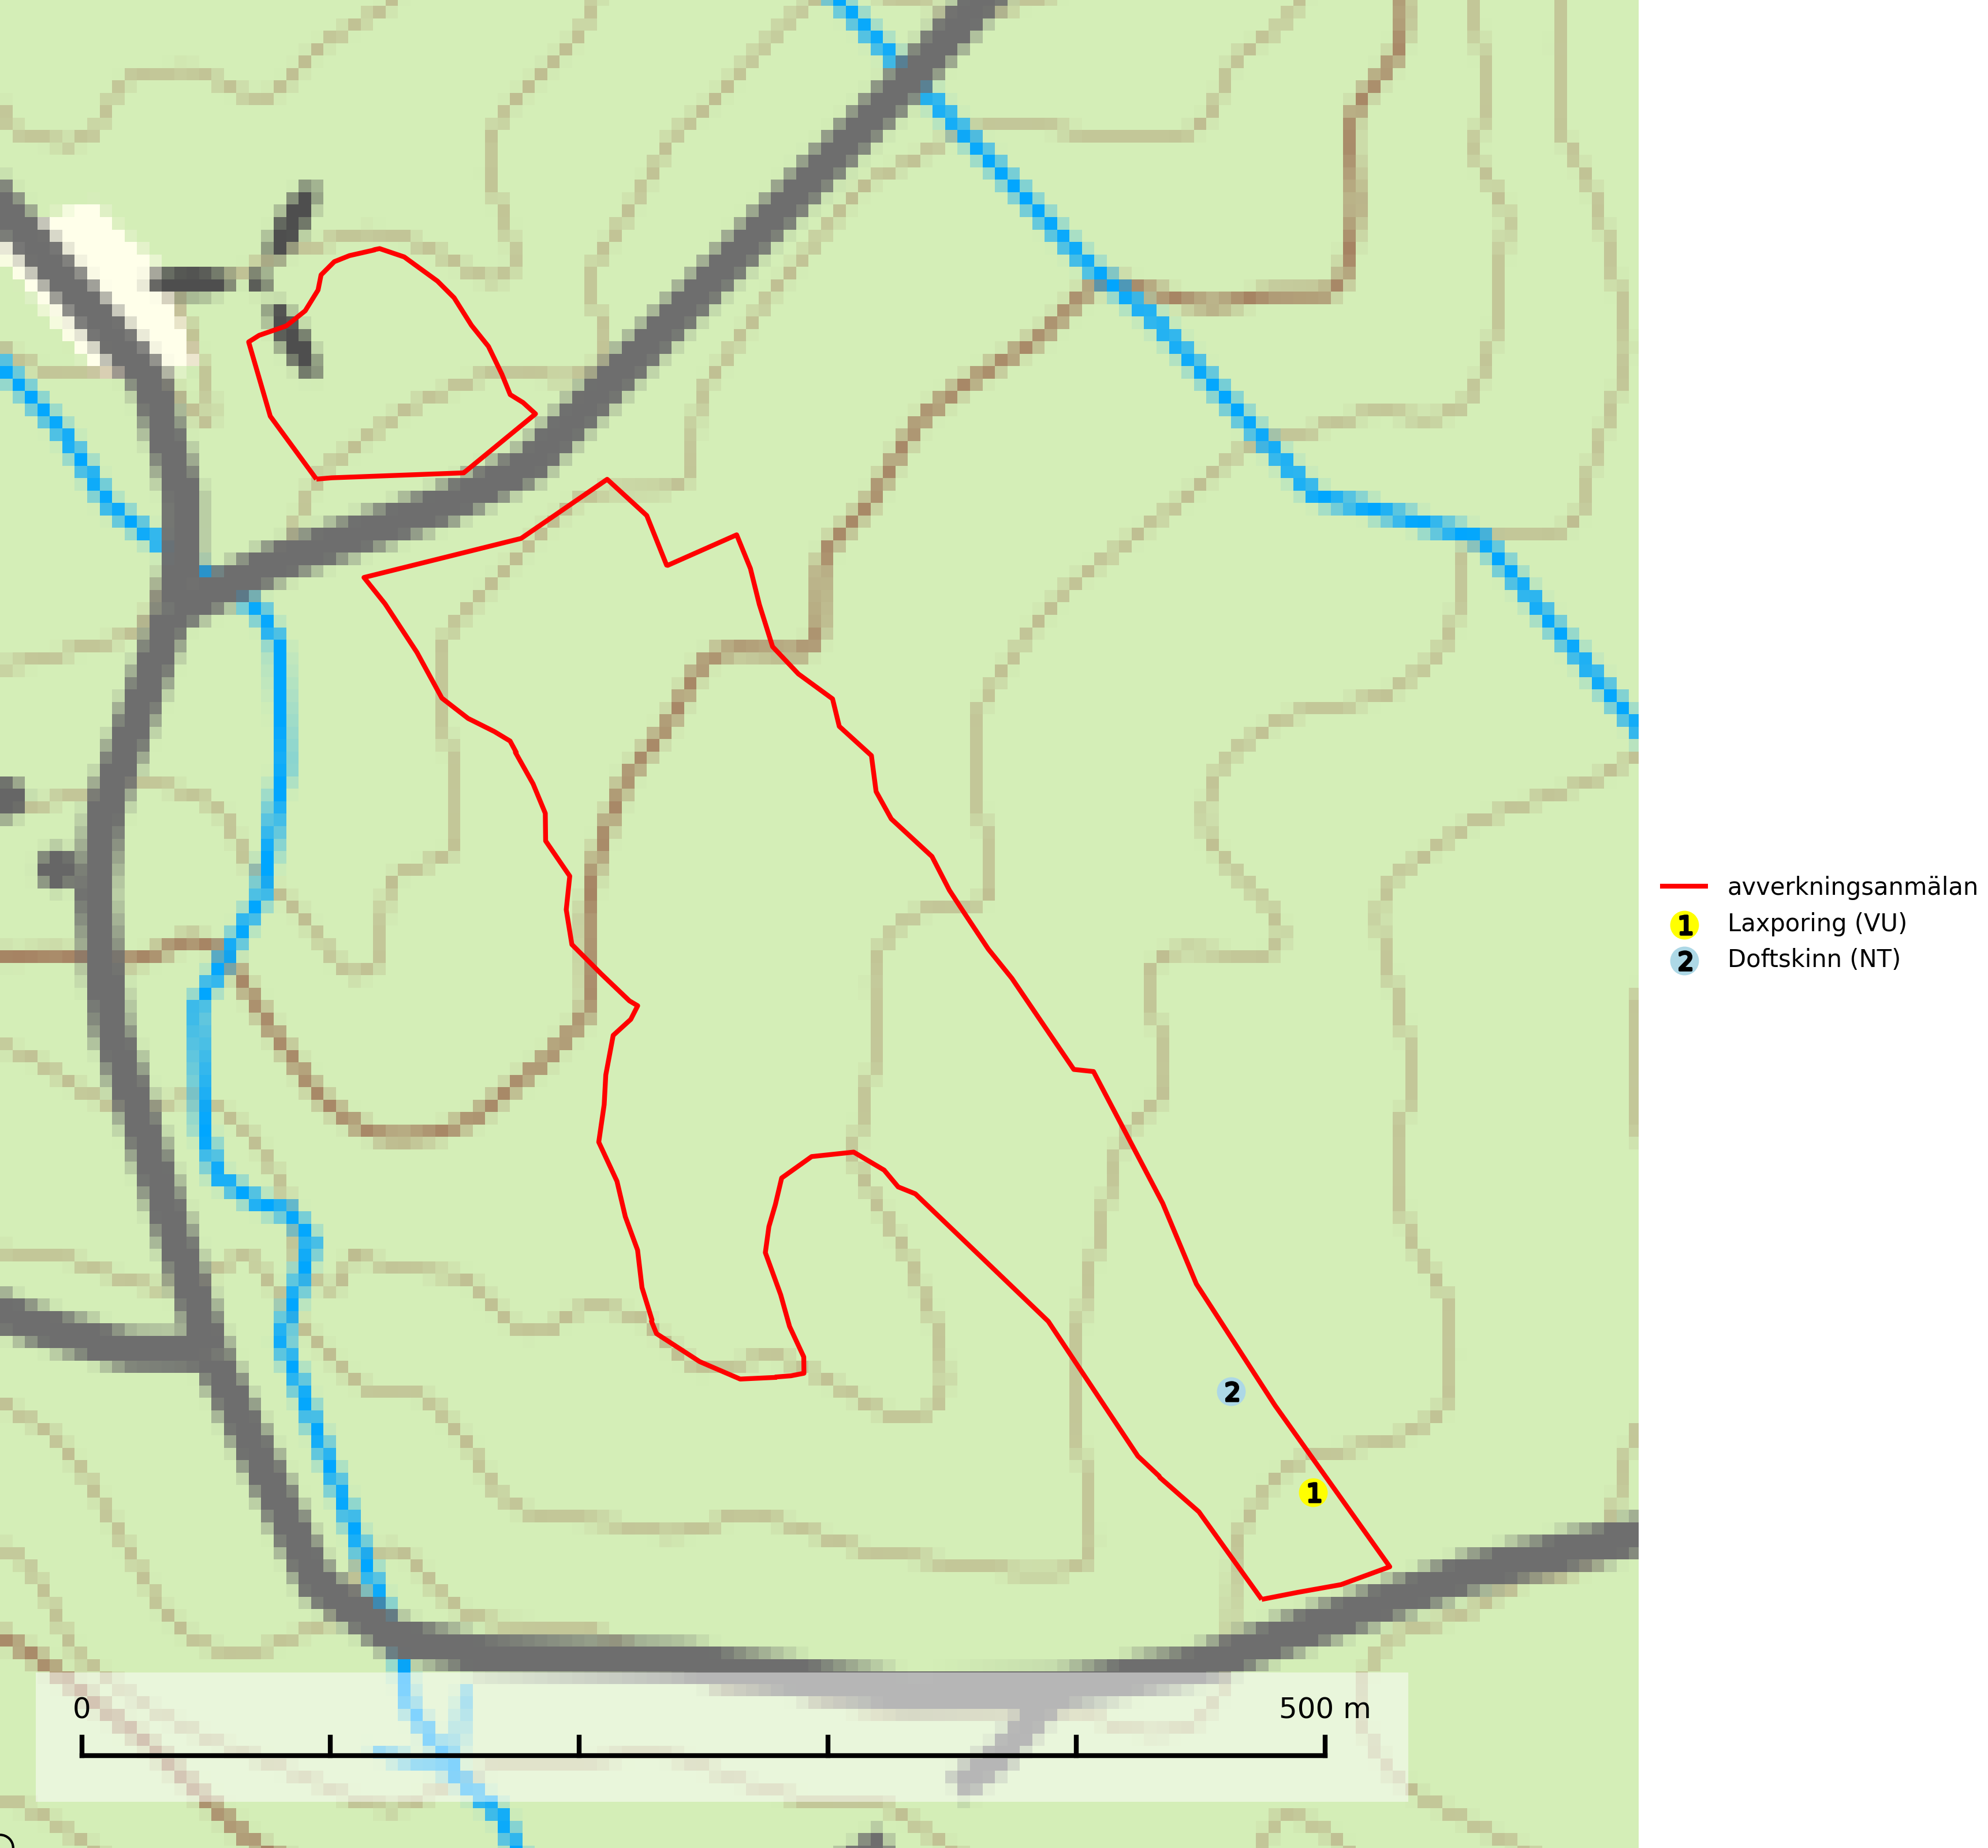 avverkningsanmälan
1 Laxporing (VU)
2 Doftskinn (NT)
2
1
0 500 m